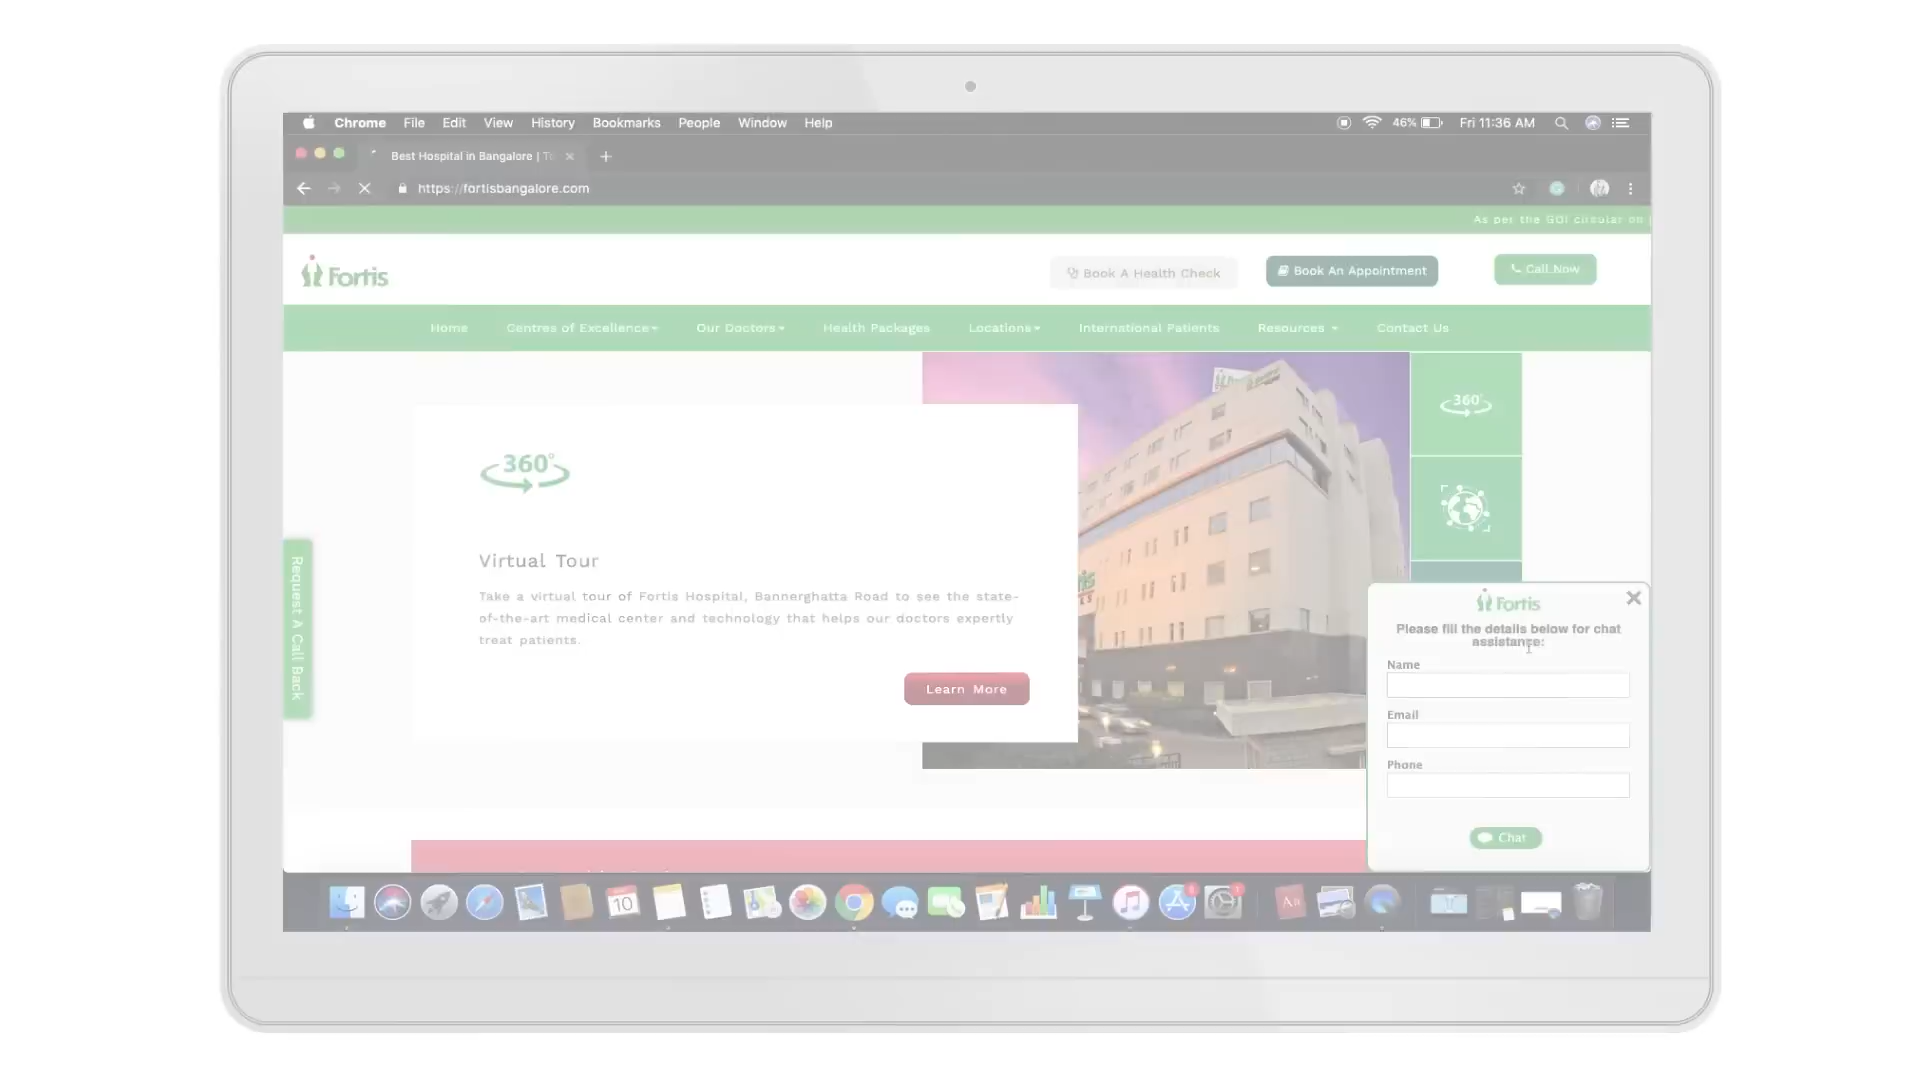 Chrome File Edit View History Bookmarks People Window Help
46% Fri 11:36 AM
Best Hospital in Bangalore |
https://fortisbangalore.com
As per the GOI circular on
Fortis
Book A Health Check
Book An Appointment
Call Now
Home Centres of Excellence Our Doctors Health Packages Locations International Patients Resources Contact Us
360°
360°
Virtual Tour
Take a virtual tour of Fortis Hospital, Bannerghatta Road to see the state-
of-the-art medical center and technology that helps our doctors expertly
treat patients.
Learn More
Request A Call Back
Fortis
Please fill the details below for chat
assistance:
Name
Email
Phone
Chat
10